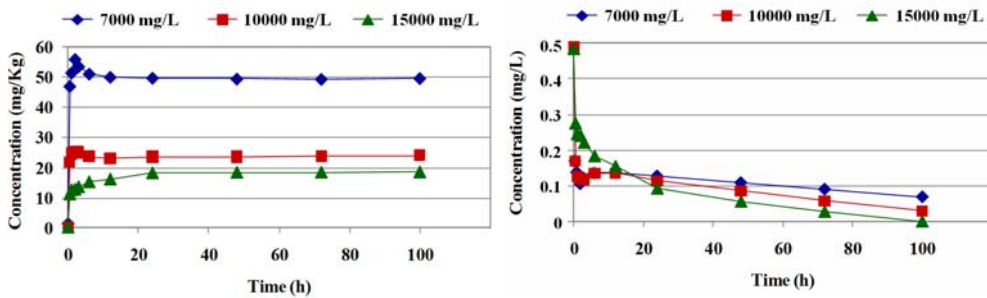 7000 mg/L 10000 mg/L 15000 mg/L
Concentration (mg/Kg)
60
50
40
30
20
10
0
0 20 40 60 80 100
Time (h)
7000 mg/L 10000 mg/L 15000 mg/L
Concentration (mg/L)
0.5
0.4
0.3
0.2
0.1
0.0
0 20 40 60 80 100
Time (h)